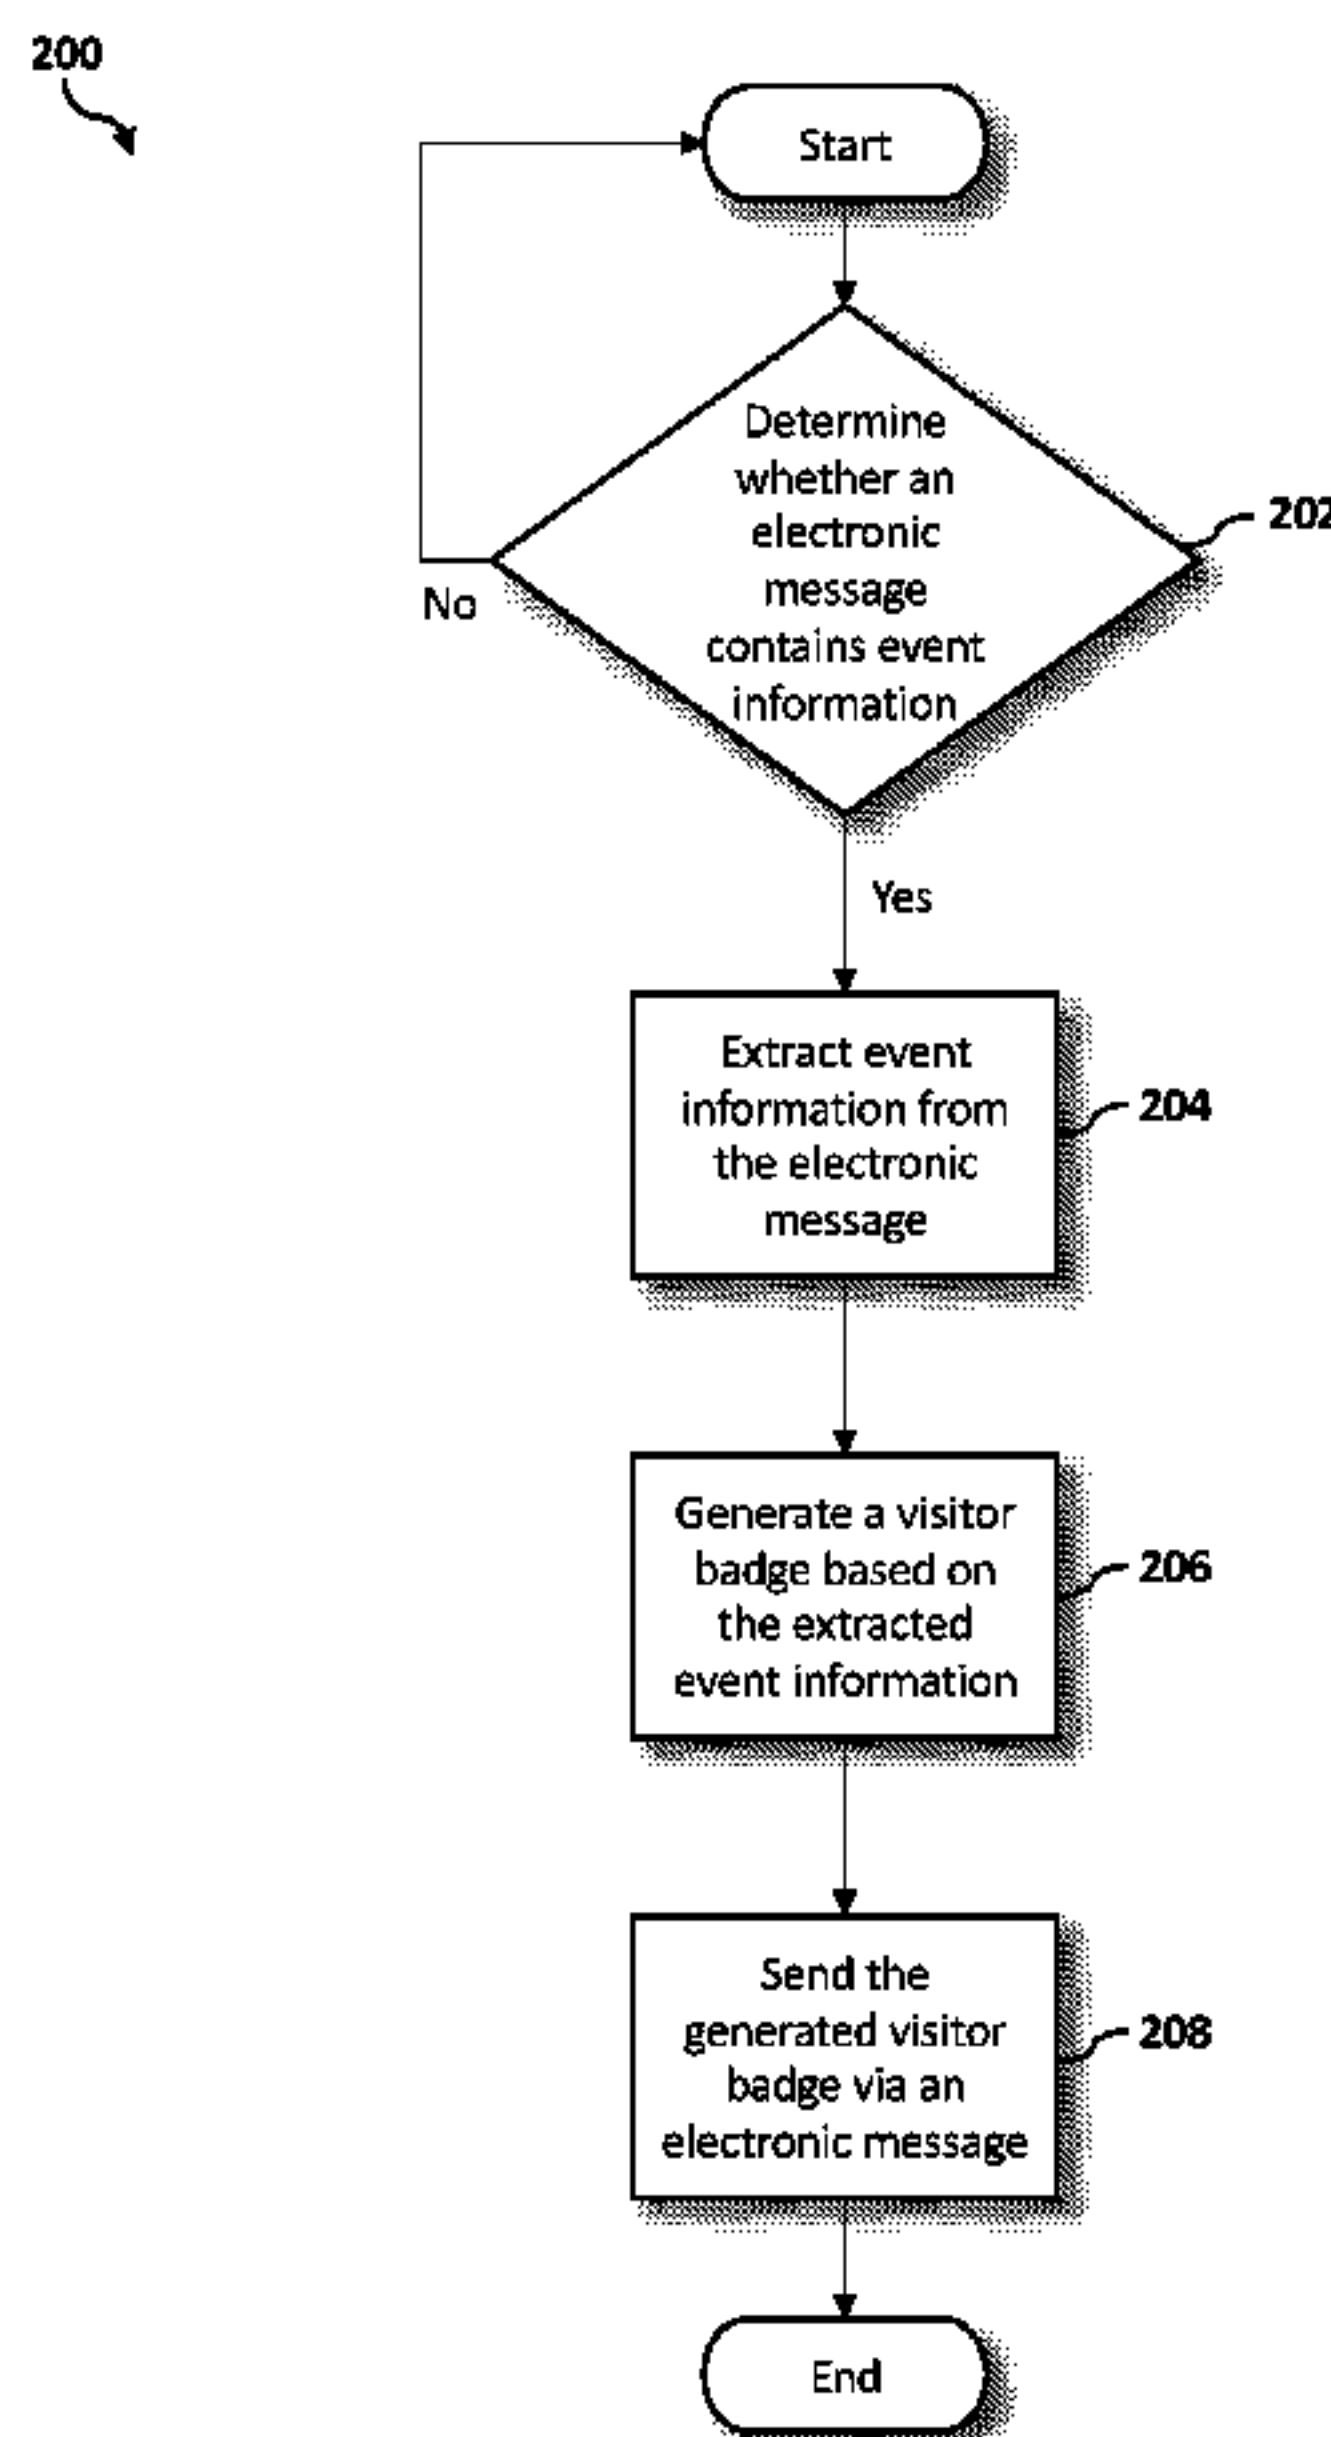 200
Start
Determine
whether an
electronic
message
contains event
information
202
No
Yes
Extract event
information from
the electronic
message
204
Generate a visitor
badge based on
the extracted
event information
206
Send the
generated visitor
badge via an
electronic message
208
End